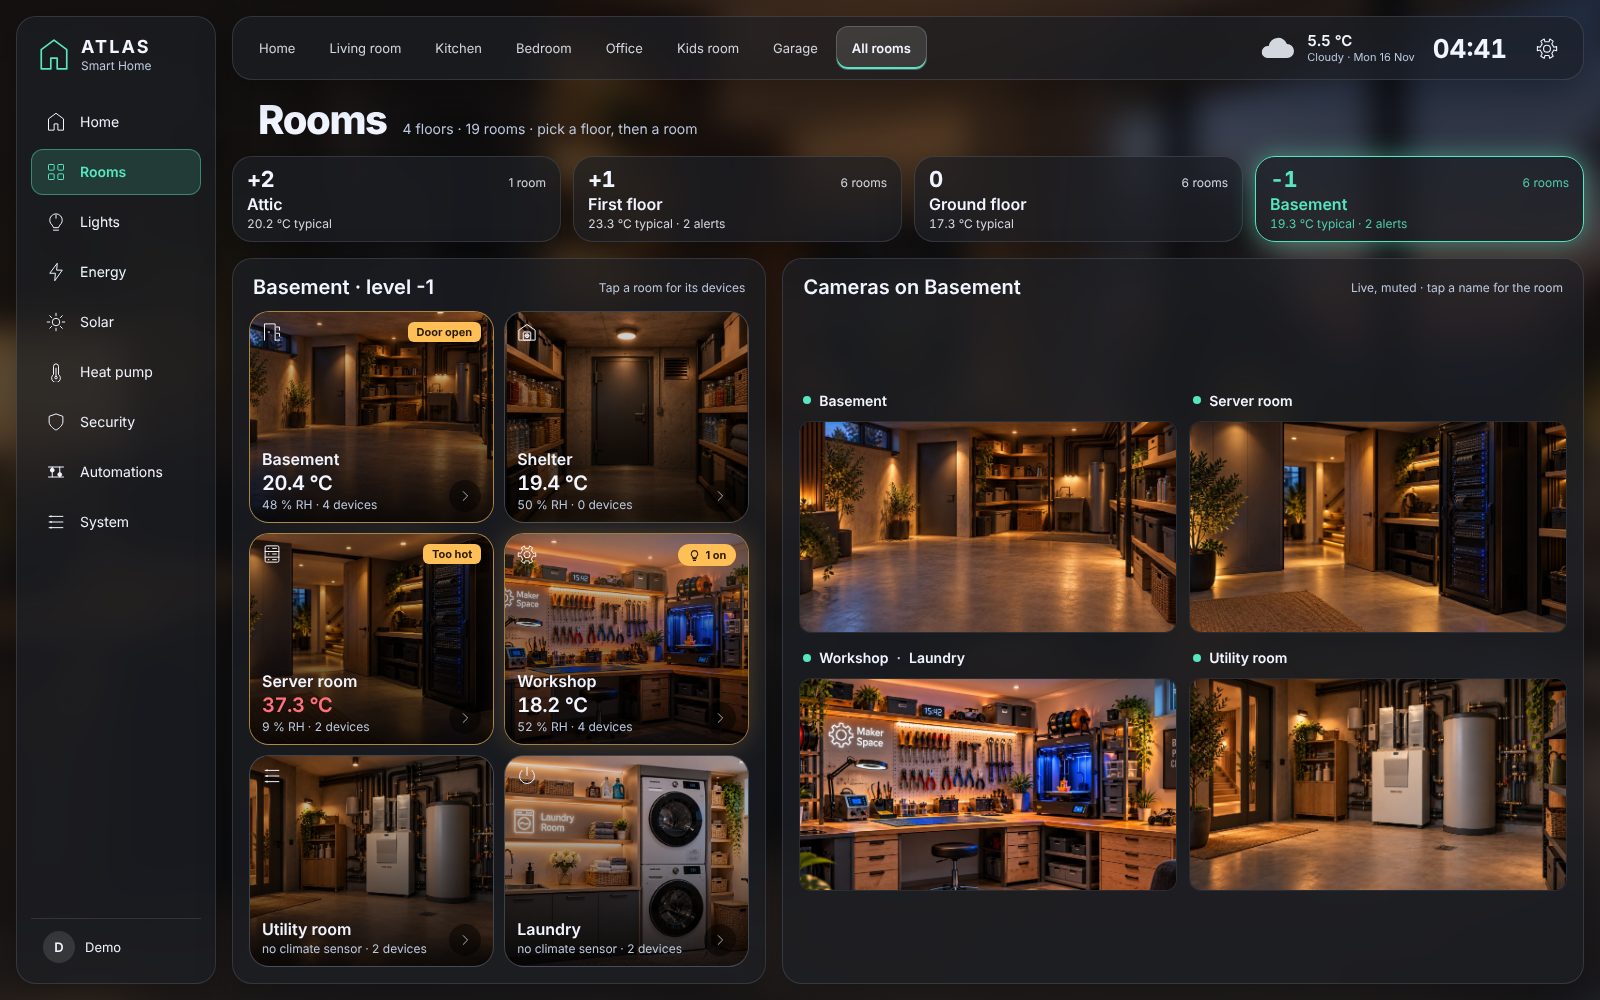 ATLAS
Smart Home
Home
Rooms
Lights
Energy
Solar
Heat pump
Security
Automations
System
D Demo
Home Living room Kitchen Bedroom Office Kids room Garage All rooms
5.5 °C
Cloudy · Mon 16 Nov
04:41
Rooms 4 floors · 19 rooms · pick a floor, then a room
+2 1 room
Attic
20.2 °C typical
+1 6 rooms
First floor
23.3 °C typical · 2 alerts
0 6 rooms
Ground floor
17.3 °C typical
-1 6 rooms
Basement
19.3 °C typical · 2 alerts
Basement · level -1 Tap a room for its devices
Door open
Basement
20.4 °C
48 % RH · 4 devices
Shelter
19.4 °C
50 % RH · 0 devices
Too hot
Server room
37.3 °C
9 % RH · 2 devices
1 on
15:42
Maker
Space
Workshop
18.2 °C
52 % RH · 4 devices
Utility room
no climate sensor · 2 devices
Laundry
Room
Laundry
no climate sensor · 2 devices
Cameras on Basement Live, muted · tap a name for the room
Basement
Server room
Workshop · Laundry
15:42
Maker
Space
Utility room